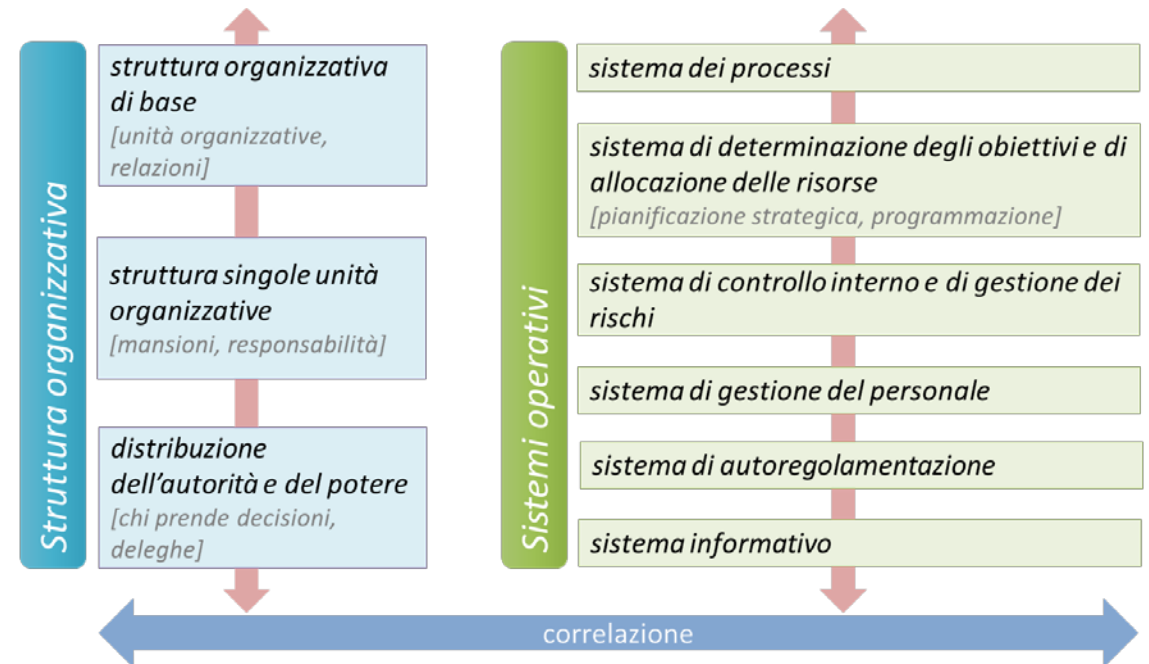 Struttura organizzativa
struttura organizzativa
di base
[unità organizzative,
relazioni]
struttura singole unità
organizzative
[mansioni, responsabilità]
distribuzione
dell'autorità e del potere
[chi prende decisioni,
deleghe]
Sistemi operativi
sistema dei processi
sistema di determinazione degli obiettivi e di
allocazione delle risorse
[pianificazione strategica, programmazione]
sistema di controllo interno e di gestione dei
rischi
sistema di gestione del personale
sistema di autoregolamentazione
sistema informativo
correlazione